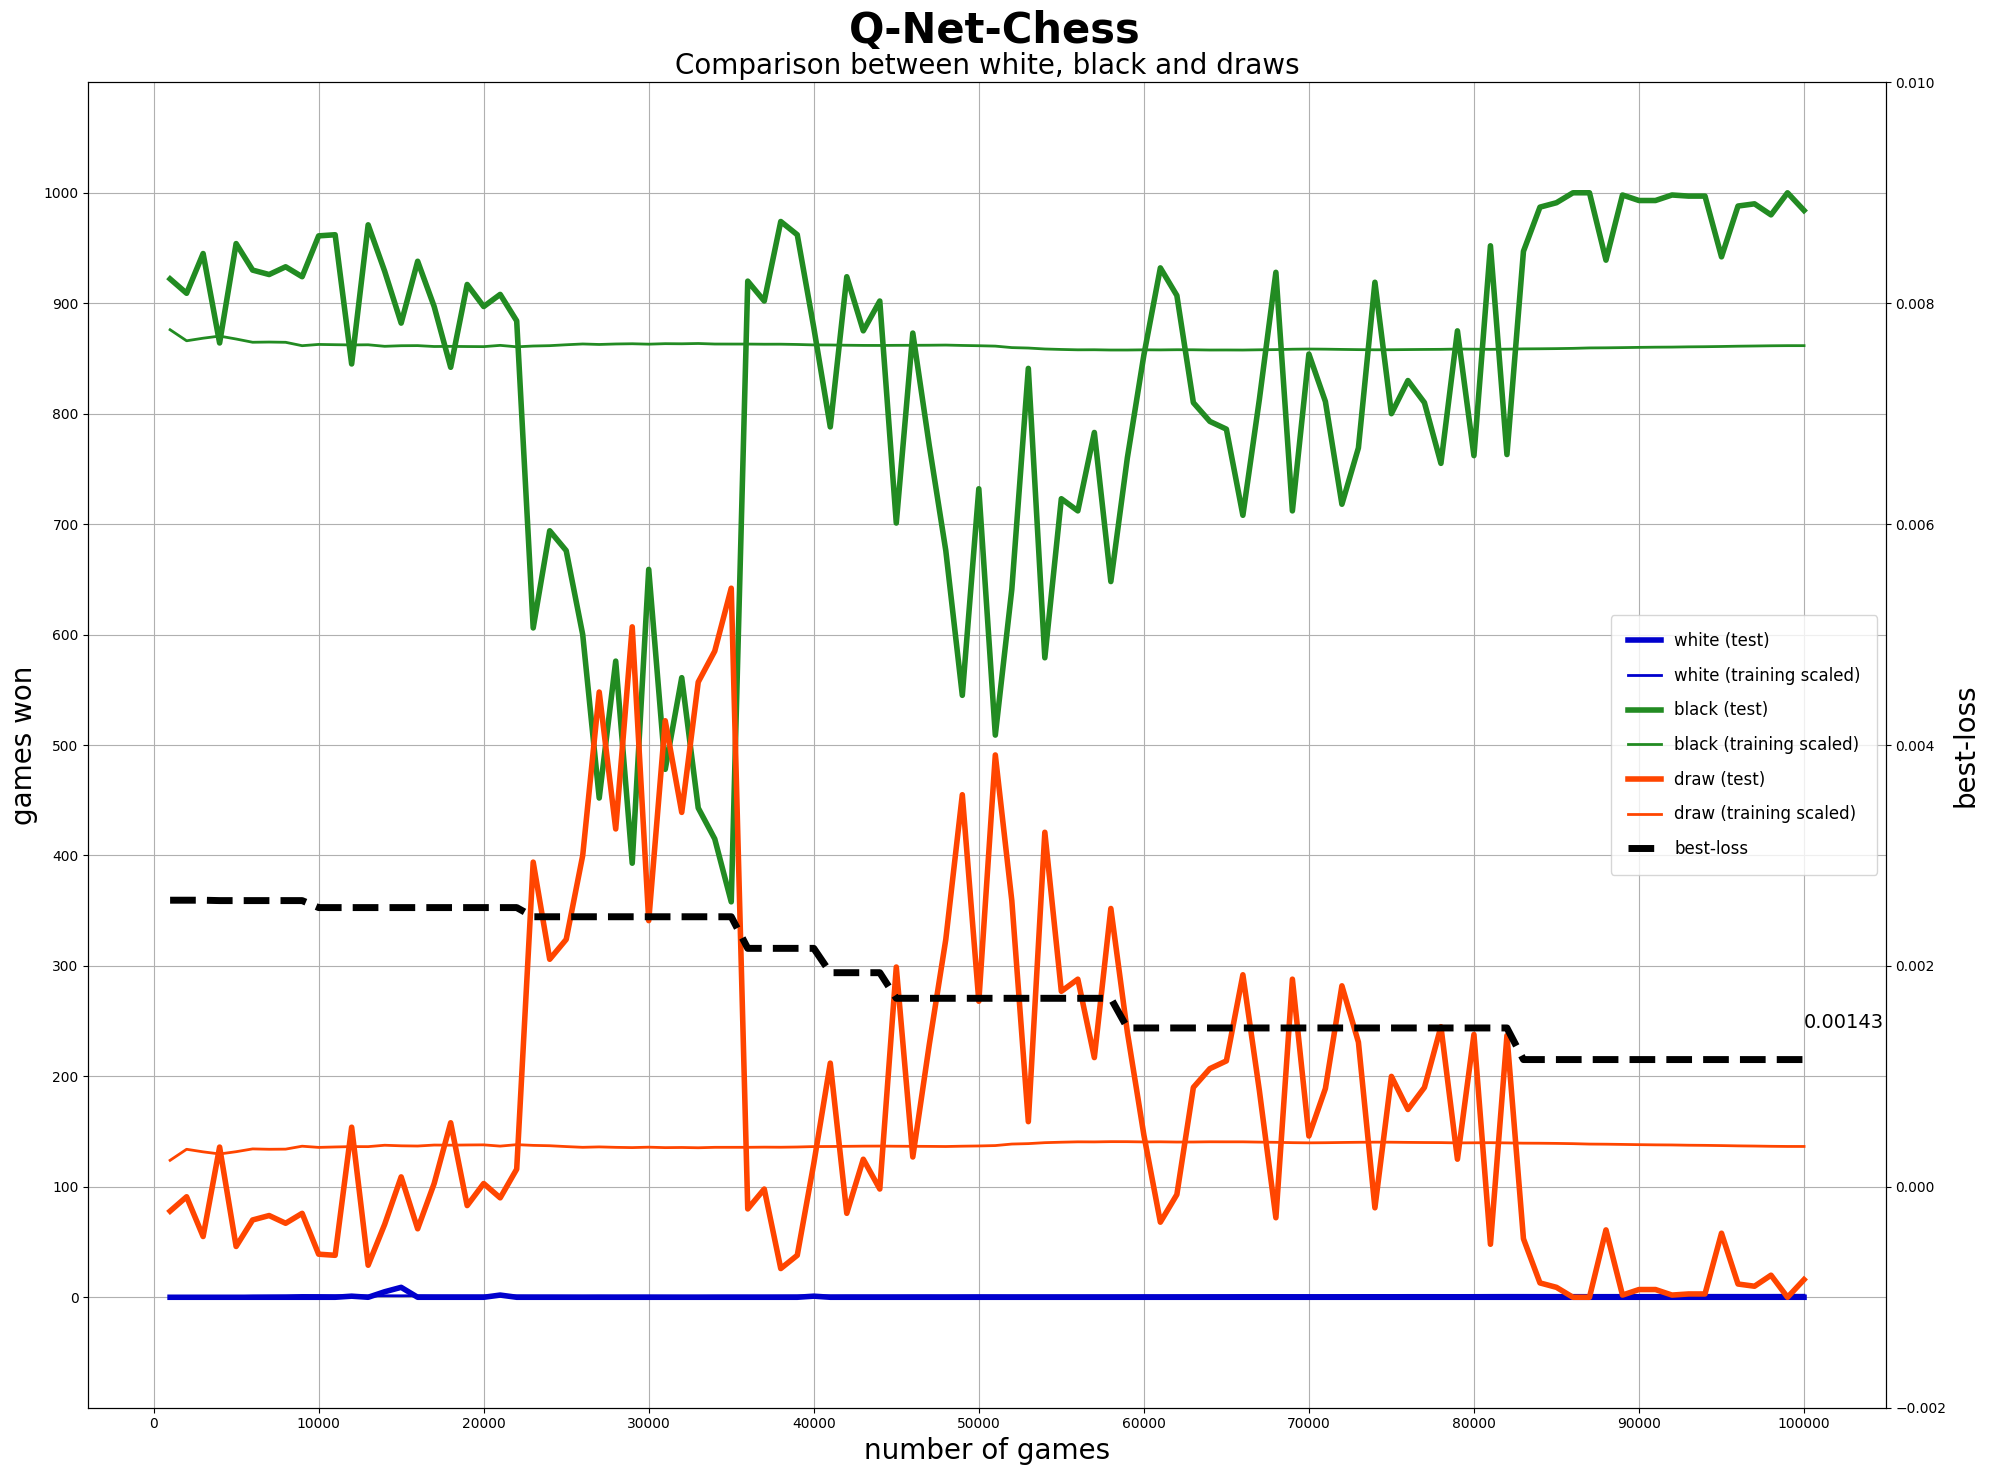 Q-Net-Chess
Comparison between white, black and draws
games won
1000
900
800
700
600
500
400
300
200
100
0
0.010
0.008
0.006
0.004
0.002
0.000
−0.002
best-loss
white (test)
white (training scaled)
black (test)
black (training scaled)
draw (test)
draw (training scaled)
best-loss
0.00143
0 10000 20000 30000 40000 50000 60000 70000 80000 90000 100000
number of games